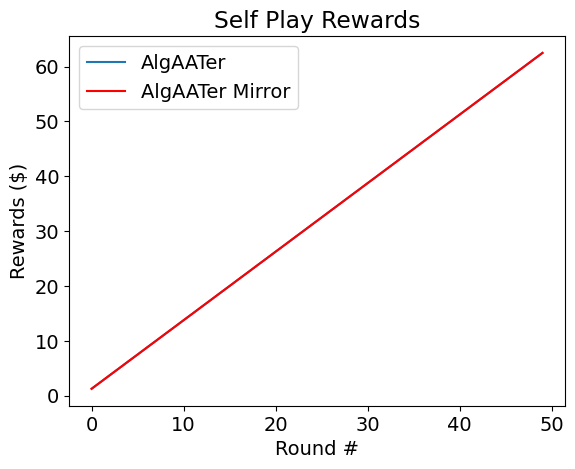 Self Play Rewards
AlgAATer
AlgAATer Mirror
Rewards ($)
60
50
40
30
20
10
0
0 10 20 30 40 50
Round #